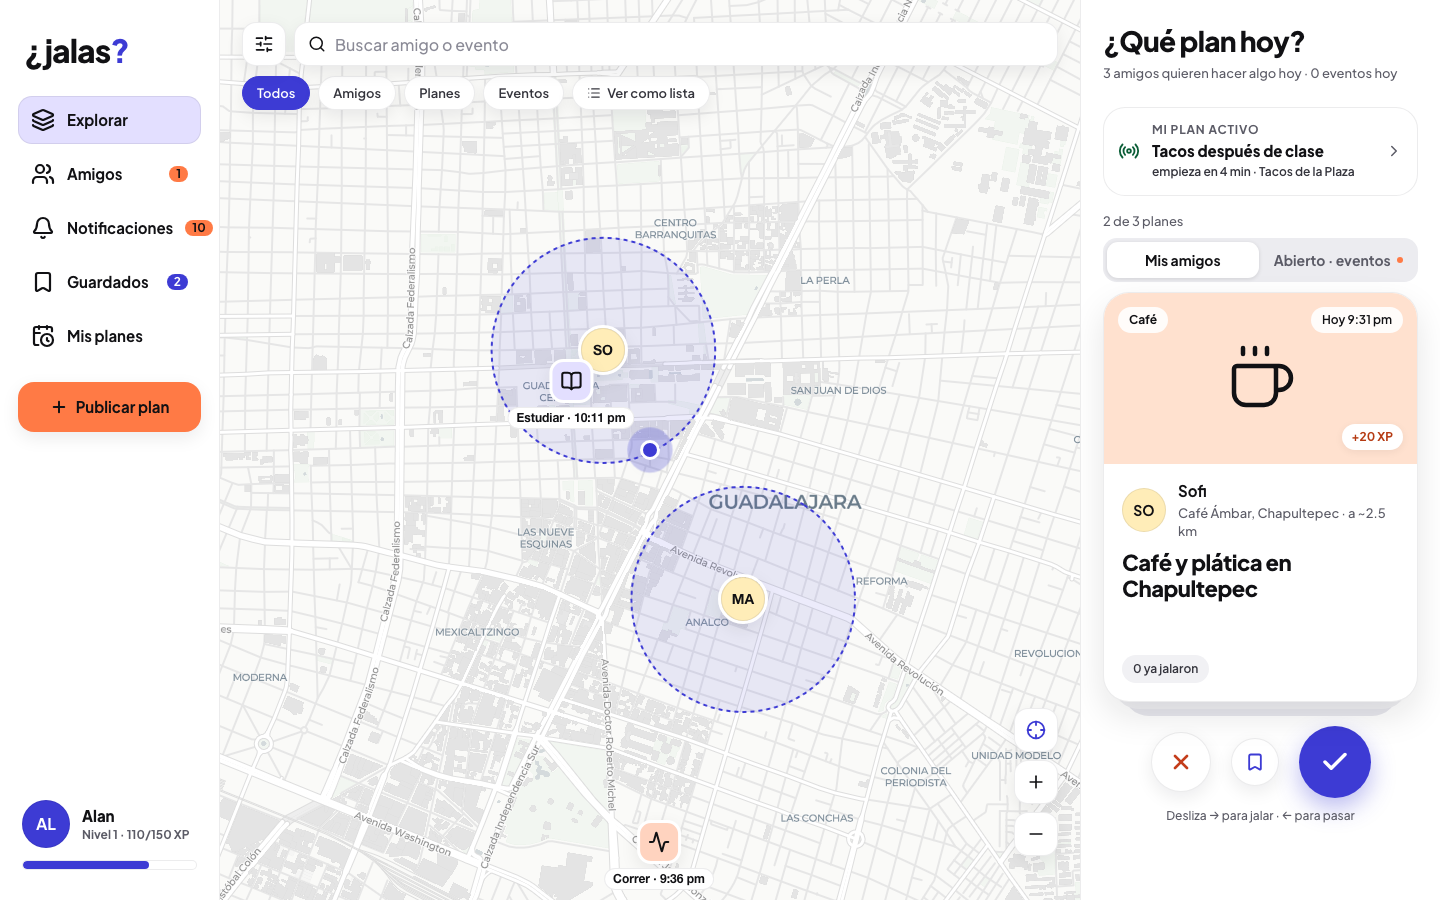 ¿jalas?
Explorar
Amigos
1
Notificaciones
10
Guardados
2
Mis planes
Publicar plan
AL
Alan
Nivel 1 · 110/150 XP
Buscar amigo o evento
Todos
Amigos
Planes
Eventos
Ver como lista
Calzada Federalismo
Calzada Federalismo
Calzada Federalismo
CENTRO
BARRANQUITAS
LA PERLA
SO
Estudiar · 10:11 pm
SAN JUAN DE DIOS
GUADALAJARA
LAS NUEVE
ESQUINAS
Avenida Revol
MA
ANALCO
REFORMA
MEXICALTZINGO
MODERNA
REVOLUCION
Avenida Revolución
Avenida Doctor Roberto Michel
Calzada Independencia Sur
Avenida Washington
UNIDAD MODELO
COLONIA DEL
PERIODISTA
LAS CONCHAS
Correr · 9:36 pm
¿Qué plan hoy?
3 amigos quieren hacer algo hoy · 0 eventos hoy
MI PLAN ACTIVO
Tacos después de clase
empieza en 4 min · Tacos de la Plaza
2 de 3 planes
Mis amigos
Abierto · eventos
Café
Hoy 9:31 pm
+20 XP
SO
Sofi
Café Ámbar, Chapultepec · a ~2.5
km
Café y plática en
Chapultepec
0 ya jalaron
Desliza → para jalar · ← para pasar